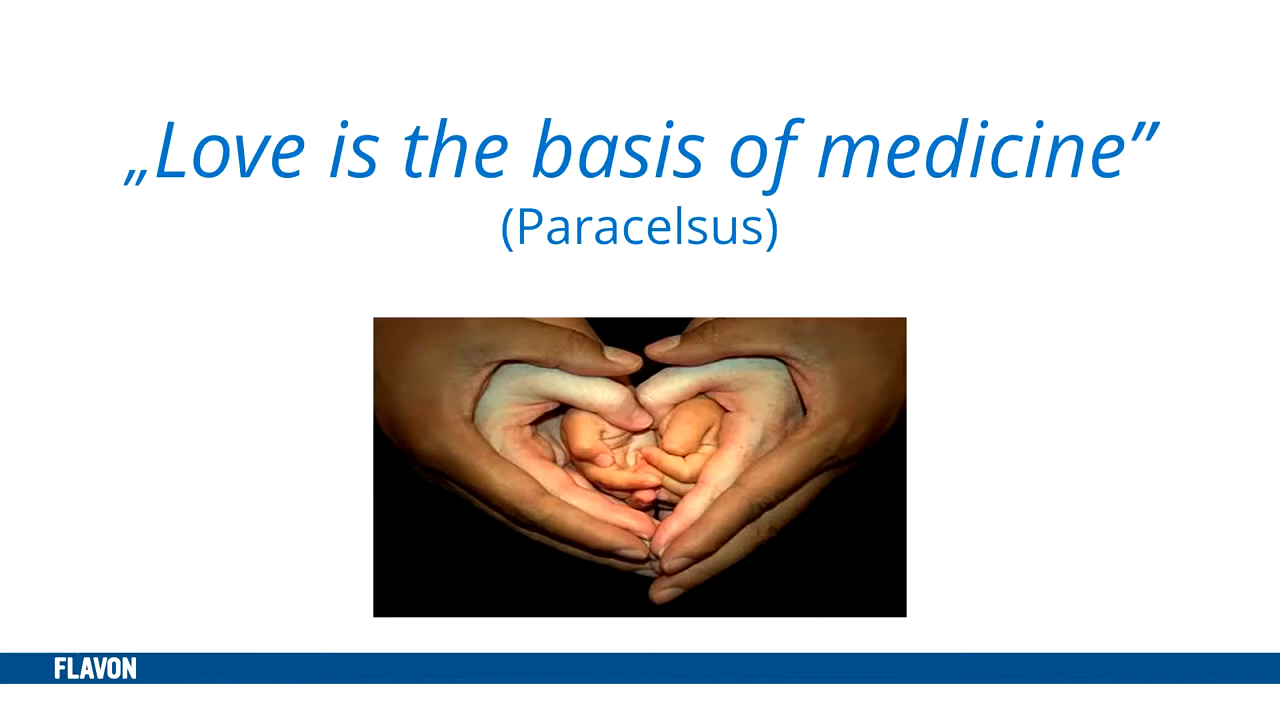 „Love is the basis of medicine”
(Paracelsus)
FLAVON